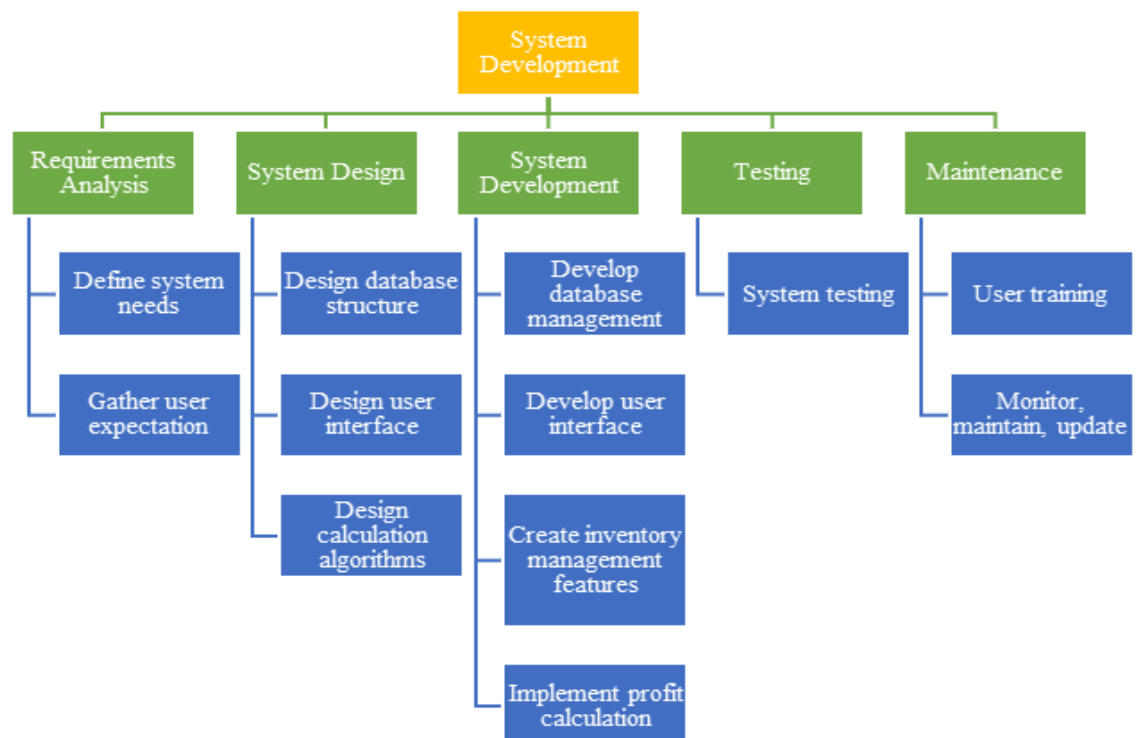 System
Development
Requirements
Analysis
System Design
System
Development
Testing
Maintenance
Define system
needs
Gather user
expectation
Design database
structure
Design user
interface
Design
calculation
algorithms
Develop
database
management
Develop user
interface
Create inventory
management
features
Implement profit
calculation
System testing
User training
Monitor,
maintain, update